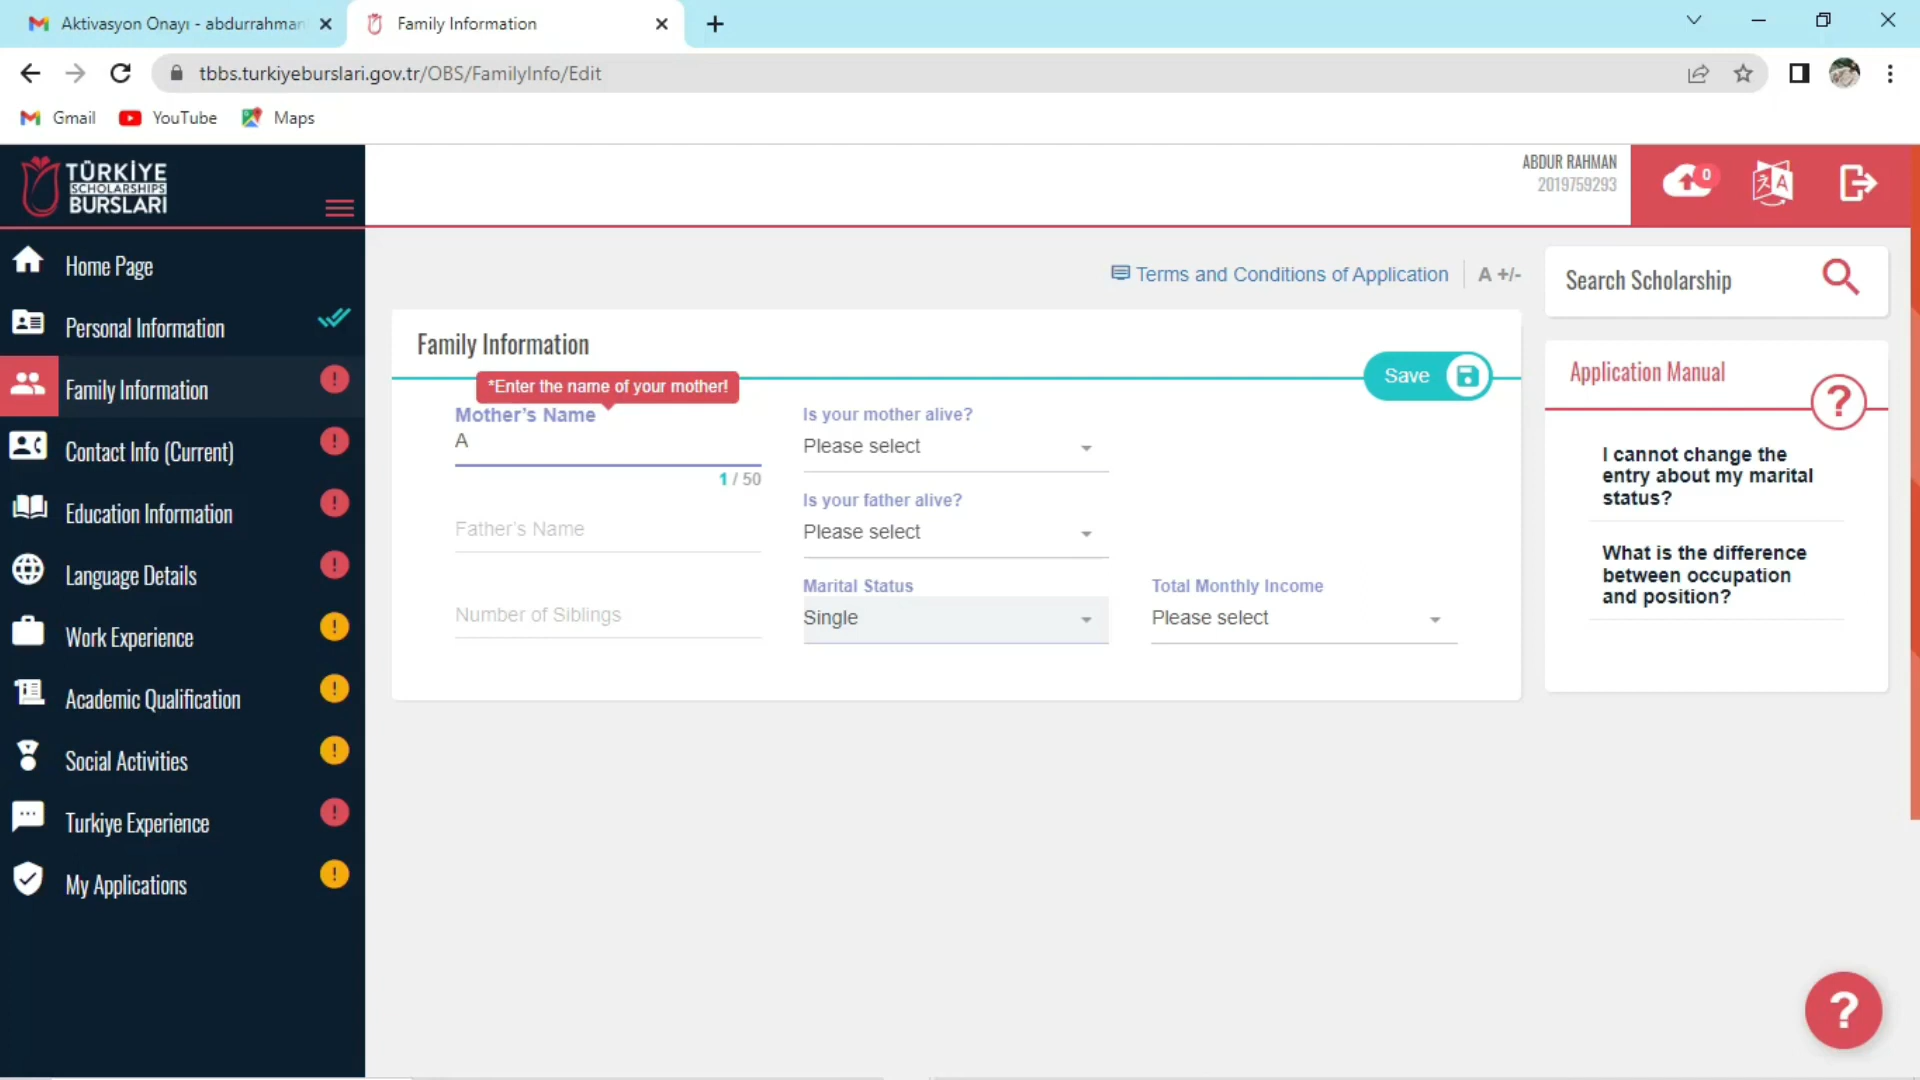 Aktivasyon Onayı - abdurrahman
Family Information
tbbs.turkiyeburslari.gov.tr/OBS/FamilyInfo/Edit
Gmail
YouTube
Maps
TÜRKİYE
SCHOLARSHIPS
BURSLARI
ABDUR RAHMAN
2019759293
0
Home Page
Personal Information
Family Information
Contact Info (Current)
Education Information
Language Details
Work Experience
Academic Qualification
Social Activities
Turkiye Experience
My Applications
Terms and Conditions of Application
A +/-
Family Information
Save
*Enter the name of your mother!
Mother's Name
A
1 / 50
Is your mother alive?
Please select
Father's Name
Is your father alive?
Please select
Number of Siblings
Marital Status
Single
Total Monthly Income
Please select
Search Scholarship
Application Manual
?
I cannot change the
entry about my marital
status?
What is the difference
between occupation
and position?
?